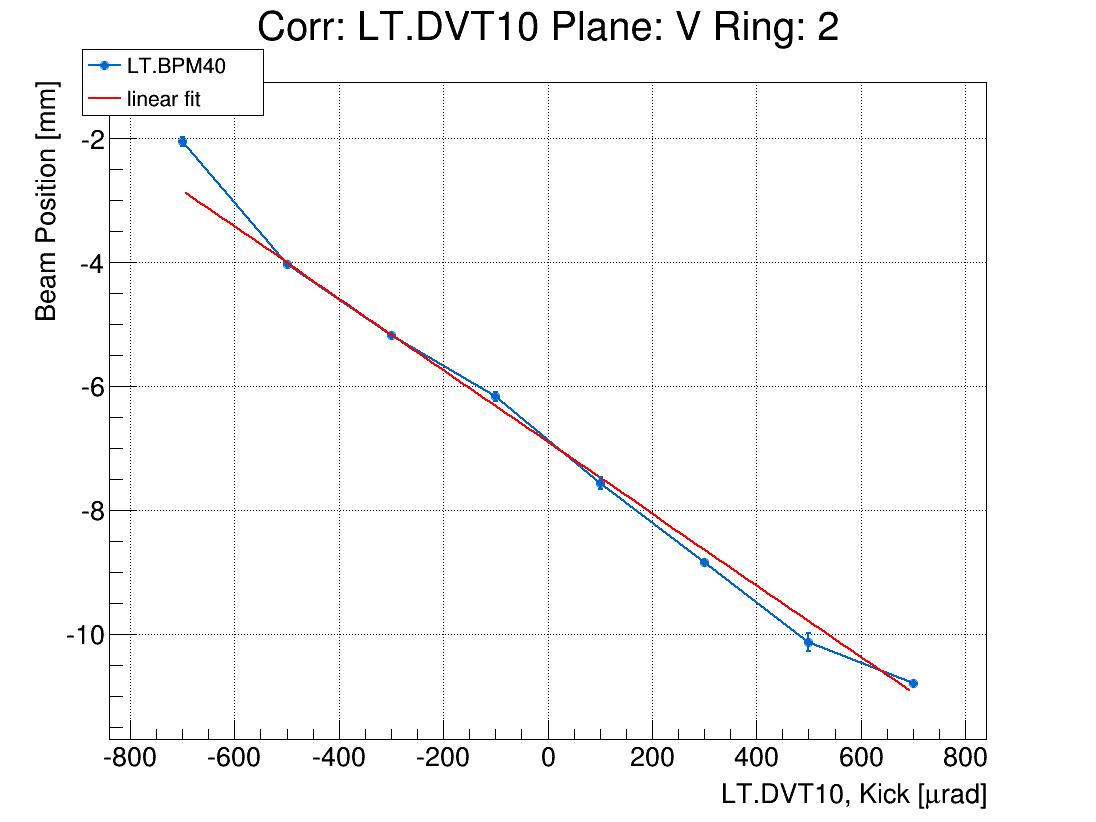 Corr: LT.DVT10 Plane: V Ring: 2
LT.BPM40
linear fit
Beam Position [mm]
-2
-4
-6
-8
-10
-800 -600 -400 -200 0 200 400 600 800
LT.DVT10, Kick [μrad]